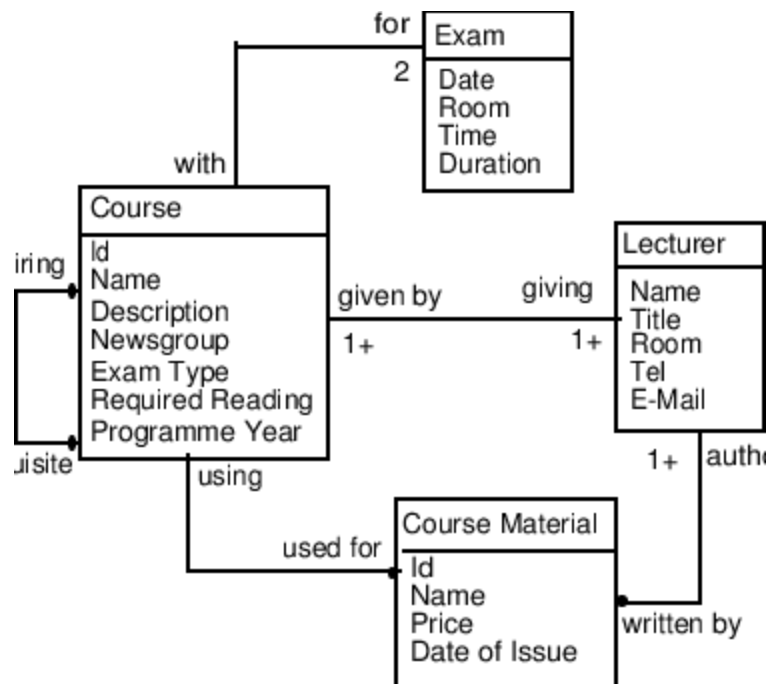 for
Exam
2
Date
Room
Time
Duration
with
Course
Id
Name
Description
Newsgroup
Exam Type
Required Reading
Programme Year
iring
uisite
given by
1+
giving
1+
Lecturer
Name
Title
Room
Tel
E-Mail
1+
autho
using
used for
Course Material
Id
Name
Price
Date of Issue
written by